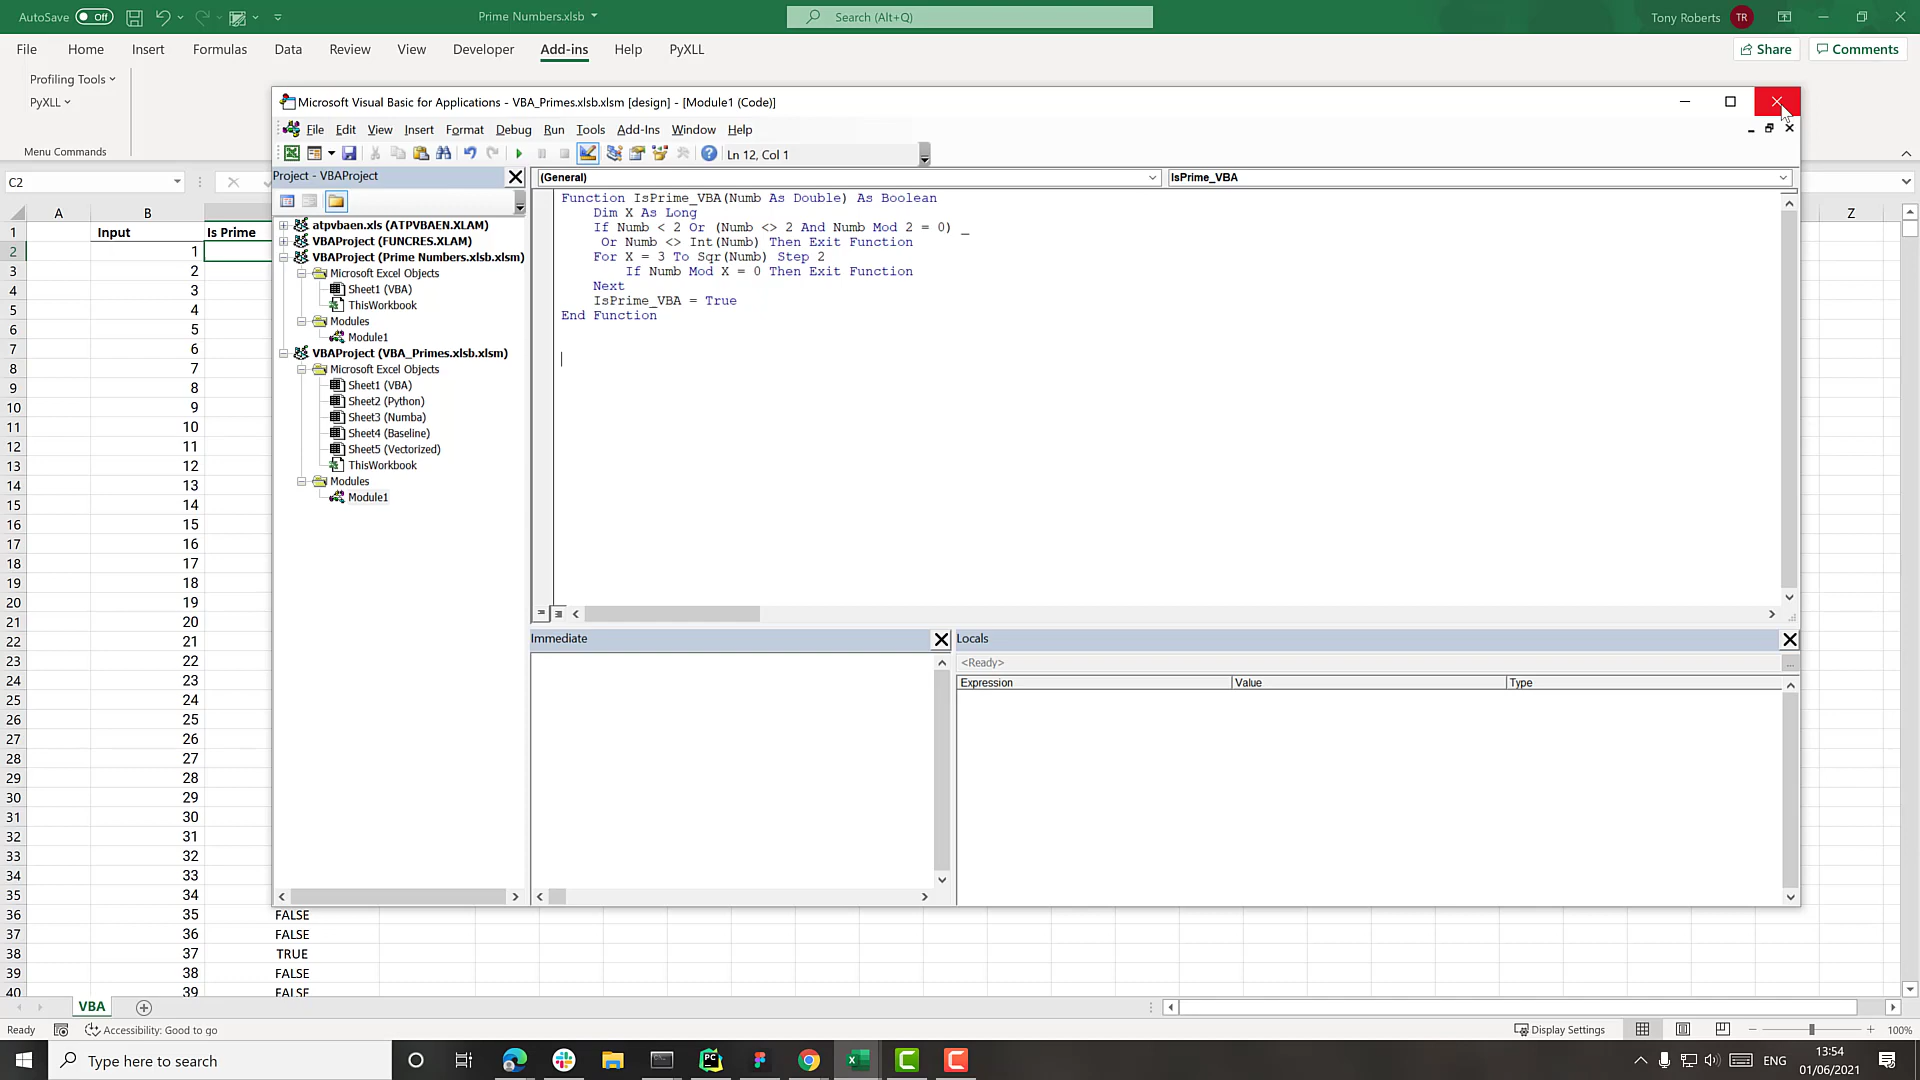 AutoSave Off Prime Numbers.xlsb Search (Alt+Q) Tony Roberts TR
File Home Insert Formulas Data Review View Developer Add-ins Help PyXLL Share Comments
Profiling Tools
PyXLL
Menu Commands
Microsoft Visual Basic for Applications - VBA_Primes.xlsb.xlsm [design] - [Module1 (Code)]
File Edit View Insert Format Debug Run Tools Add-Ins Window Help
Ln 12, Col 1
Project - VBAProject
atpvbaen.xls (ATPVBAEN.XLAM)
VBAProject (FUNCRES.XLAM)
VBAProject (Prime Numbers.xlsb.xlsm)
Microsoft Excel Objects
Sheet1 (VBA)
ThisWorkbook
Modules
Module1
VBAProject (VBA_Primes.xlsb.xlsm)
Microsoft Excel Objects
Sheet1 (VBA)
Sheet2 (Python)
Sheet3 (Numba)
Sheet4 (Baseline)
Sheet5 (Vectorized)
ThisWorkbook
Modules
Module1
(General) IsPrime_VBA
Function IsPrime_VBA(Numb As Double) As Boolean
Dim X As Long
If Numb < 2 Or (Numb <> 2 And Numb Mod 2 = 0) _
Or Numb <> Int(Numb) Then Exit Function
For X = 3 To Sqr(Numb) Step 2
If Numb Mod X = 0 Then Exit Function
Next
IsPrime_VBA = True
End Function
Immediate
Locals
<Ready>
Expression Value Type
C2
A B Z
1 Input Is Prime
2 1
3 2
4 3
5 4
6 5
7 6
8 7
9 8
10 9
11 10
12 11
13 12
14 13
15 14
16 15
17 16
18 17
19 18
20 19
21 20
22 21
23 22
24 23
25 24
26 25
27 26
28 27
29 28
30 29
31 30
32 31
33 32
34 33
35 34
36 35 FALSE
37 36 FALSE
38 37 TRUE
39 38 FALSE
40 39 FALSE
VBA
Ready Accessibility: Good to go Display Settings 100%
Type here to search ENG 13:54
01/06/2021